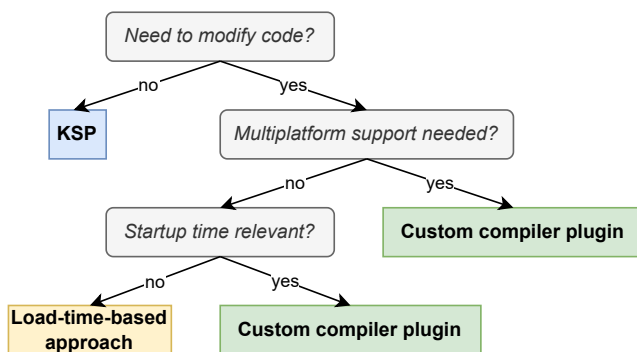 Need to modify code?
no
yes
KSP
Multiplatform support needed?
no
yes
Startup time relevant?
Custom compiler plugin
no
yes
Load-time-based
approach
Custom compiler plugin